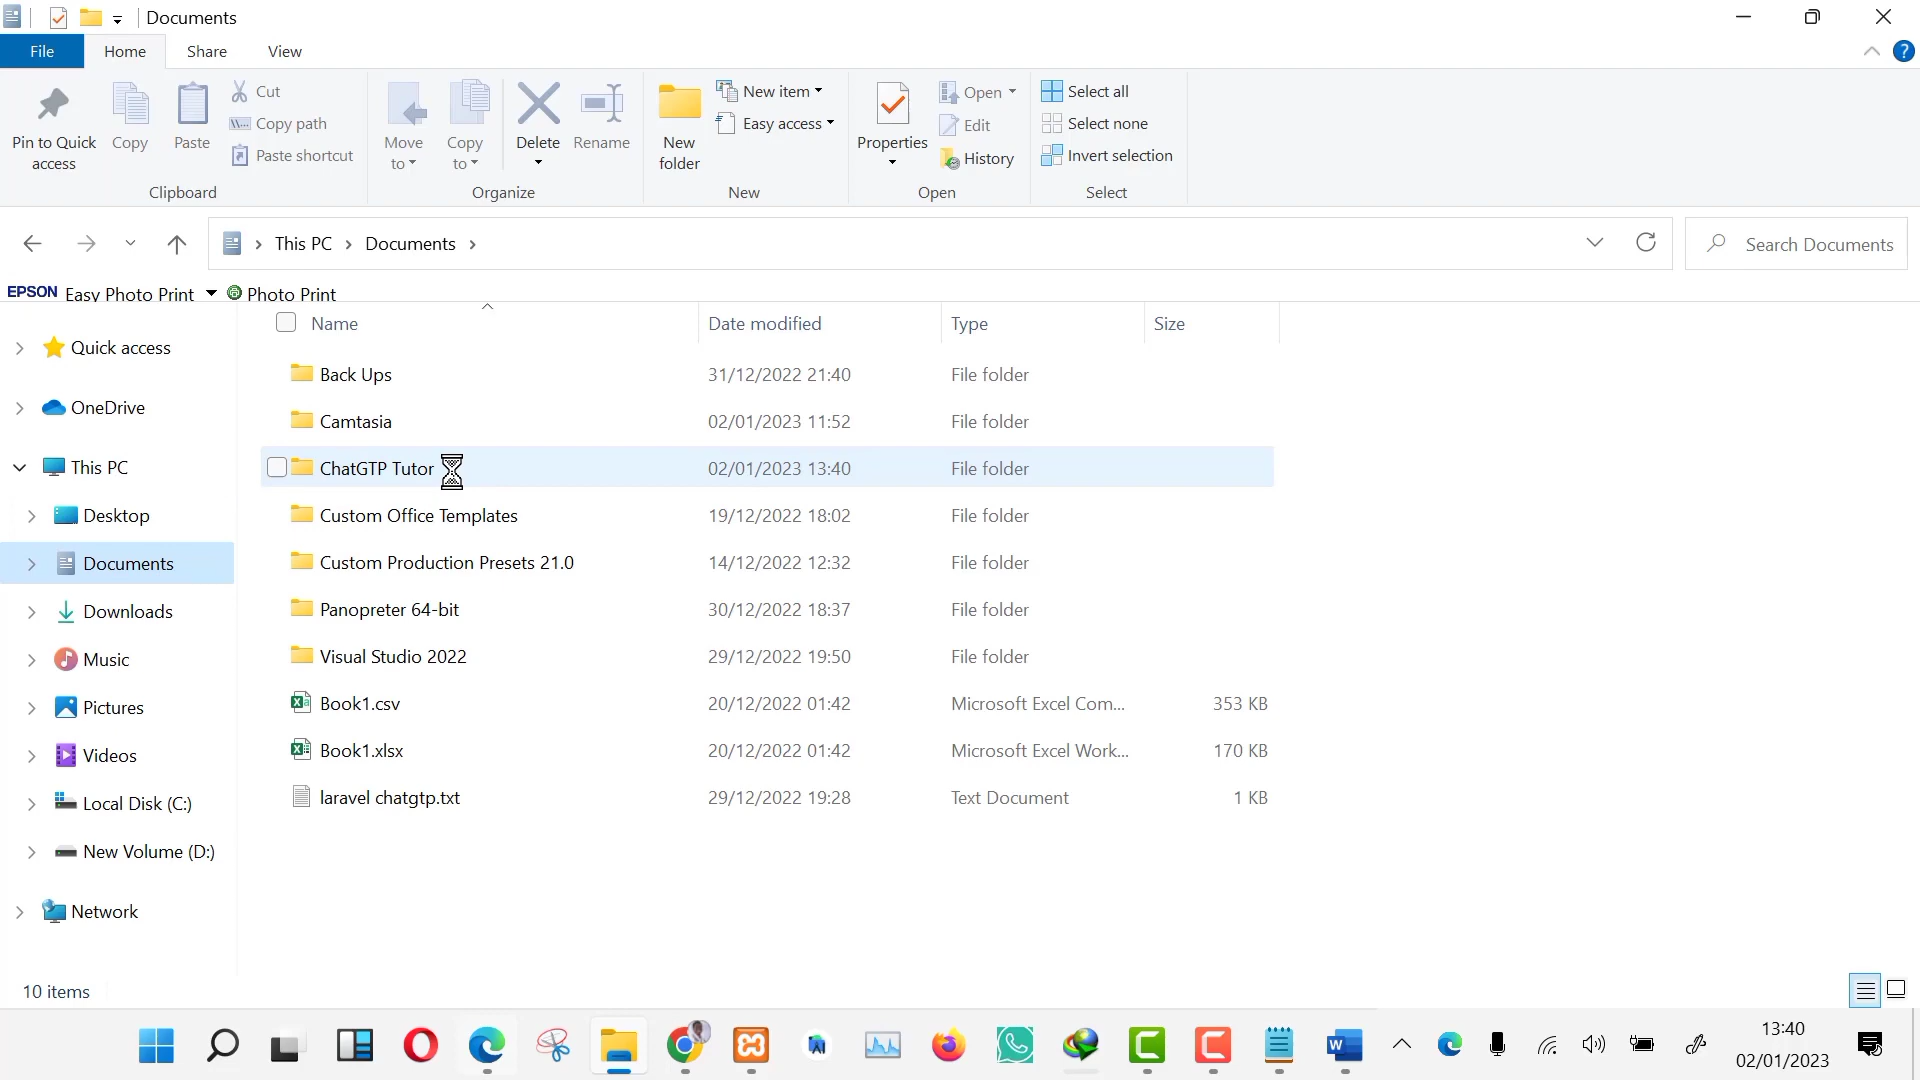 Documents
File Home Share View
Pin to Quick access
Copy
Paste
Cut
Copy path
Paste shortcut
Clipboard
Move to
Copy to
Delete
Rename
Organize
New folder
New item
Easy access
New
Properties
Open
Edit
History
Open
Select all
Select none
Invert selection
Select
This PC > Documents >
Search Documents
EPSON Easy Photo Print Photo Print
Name Date modified Type Size
Quick access
OneDrive
This PC
Desktop
Documents
Downloads
Music
Pictures
Videos
Local Disk (C:)
New Volume (D:)
Network
Back Ups 31/12/2022 21:40 File folder
Camtasia 02/01/2023 11:52 File folder
ChatGTP Tutor 02/01/2023 13:40 File folder
Custom Office Templates 19/12/2022 18:02 File folder
Custom Production Presets 21.0 14/12/2022 12:32 File folder
Panopreter 64-bit 30/12/2022 18:37 File folder
Visual Studio 2022 29/12/2022 19:50 File folder
Book1.csv 20/12/2022 01:42 Microsoft Excel Com... 353 KB
Book1.xlsx 20/12/2022 01:42 Microsoft Excel Work... 170 KB
laravel chatgtp.txt 29/12/2022 19:28 Text Document 1 KB
10 items
13:40
02/01/2023